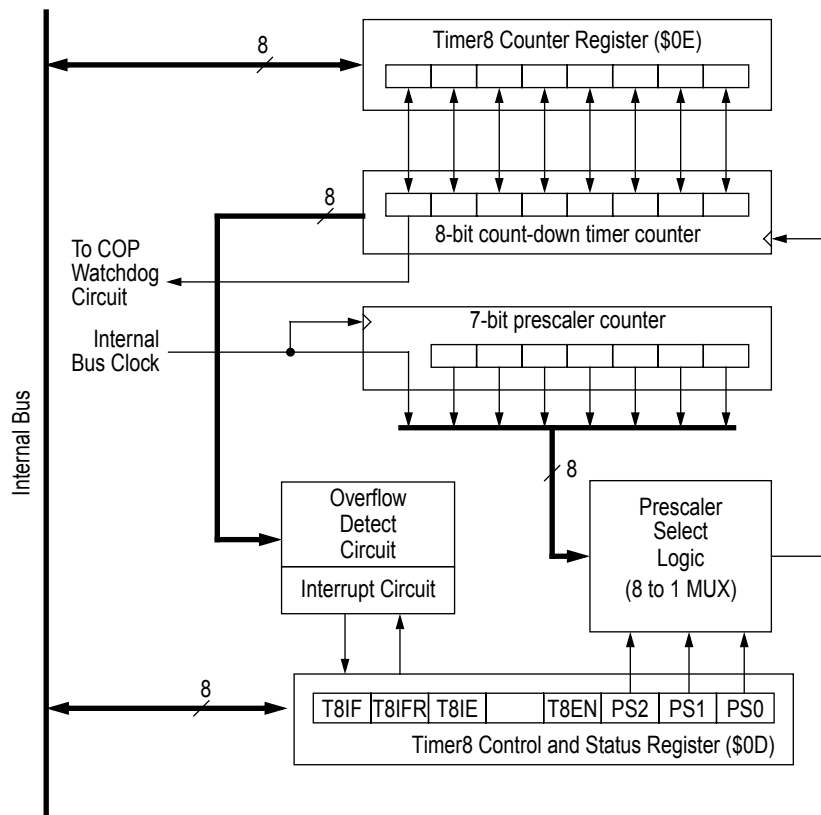 8
Timer8 Counter Register ($0E)
8
8-bit count-down timer counter
To COP
Watchdog
Circuit
7-bit prescaler counter
Internal
Bus Clock
Internal Bus
8
Overflow
Detect
Circuit
Interrupt Circuit
Prescaler
Select
Logic
(8 to 1 MUX)
8
T8IF T8IFR T8IE T8EN PS2 PS1 PS0
Timer8 Control and Status Register ($0D)